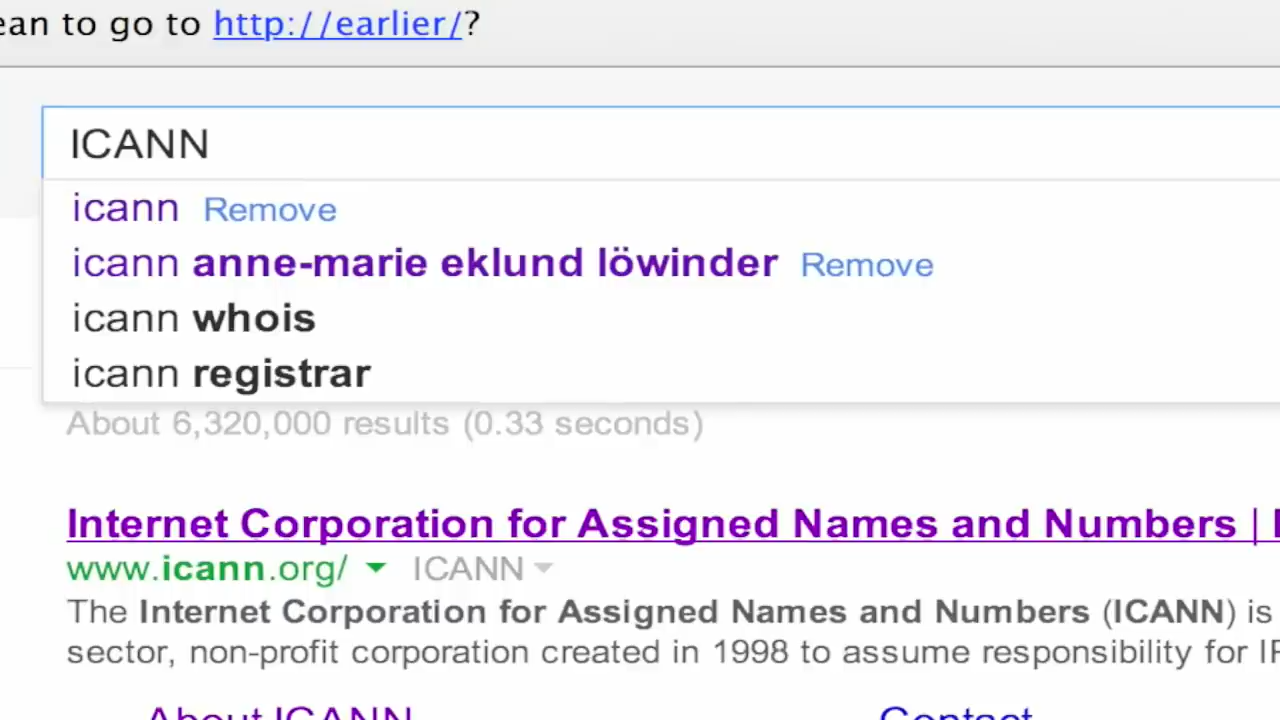 ean to go to http://earlier/?
ICANN
icann Remove
icann anne-marie eklund löwinder Remove
icann whois
icann registrar
About 6,320,000 results (0.33 seconds)
Internet Corporation for Assigned Names and Numbers |
www.icann.org/ ICANN
The Internet Corporation for Assigned Names and Numbers (ICANN) is
sector, non-profit corporation created in 1998 to assume responsibility for IP
About ICANN Contact